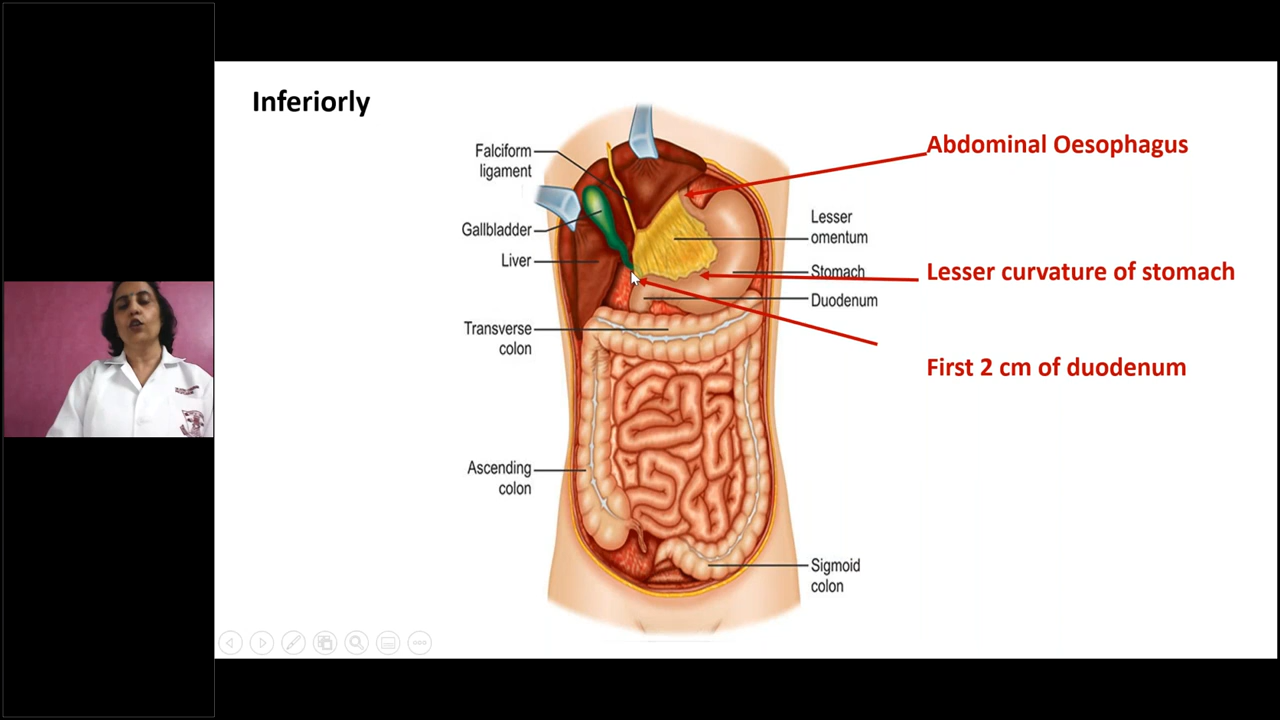 Inferiorly
Falciform
ligament
Gallbladder
Liver
Transverse
colon
Ascending
colon
Abdominal Oesophagus
Lesser
omentum
Stomach
Lesser curvature of stomach
Duodenum
First 2 cm of duodenum
Sigmoid
colon